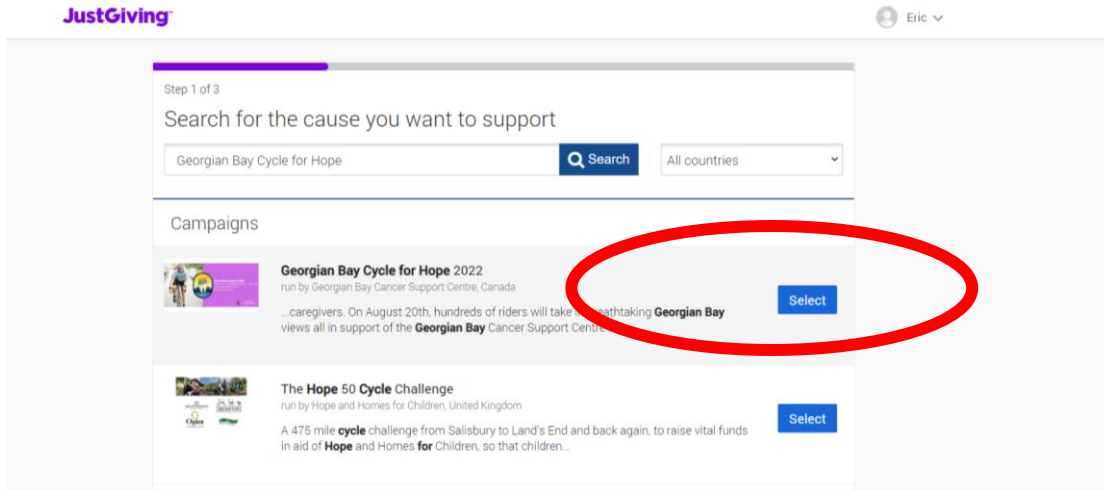 JustGiving™
Eric
Step 1 of 3
Search for the cause you want to support
Georgian Bay Cycle for Hope
Search
All countries
Campaigns
Georgian Bay Cycle for Hope 2022
run by Georgian Bay Cancer Support Centre, Canada
...caregivers. On August 20th, hundreds of riders will take breathtaking Georgian Bay
views all in support of the Georgian Bay Cancer Support Centre
Select
The Hope 50 Cycle Challenge
run by Hope and Homes for Children, United Kingdom
A 475 mile cycle challenge from Salisbury to Land's End and back again, to raise vital funds
in aid of Hope and Homes for Children, so that children...
Select